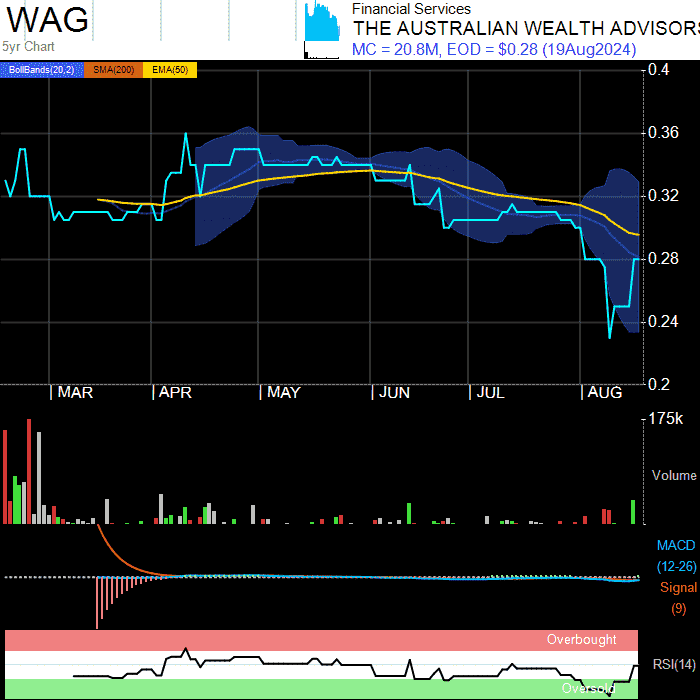 WAG
5yr Chart
Financial Services
THE AUSTRALIAN WEALTH ADVISORS
MC = 20.8M, EOD = $0.28 (19Aug2024)
BollBands(20,2) SMA(200) EMA(50)
0.4
0.36
0.32
0.28
0.24
0.2
MAR APR MAY JUN JUL AUG
175k
Volume
MACD
(12-26)
Signal
(9)
Overbought
RSI(14)
Oversold